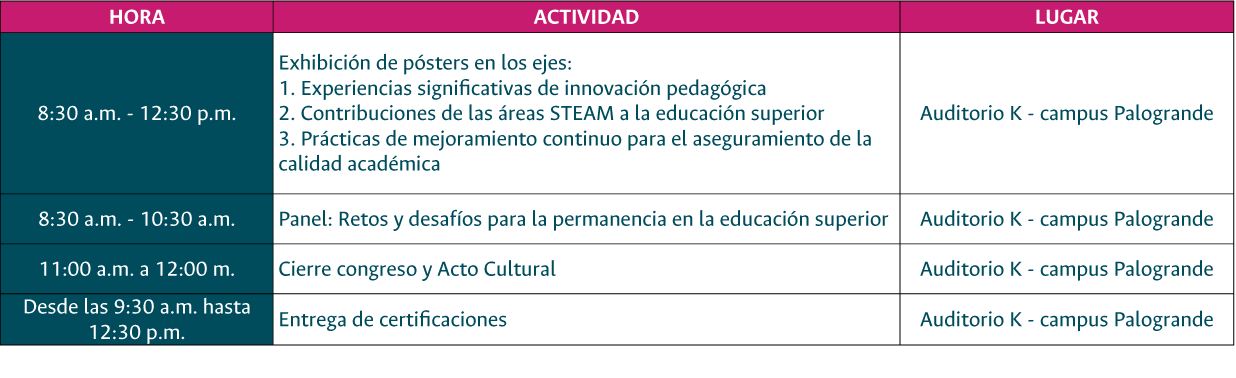 HORA ACTIVIDAD LUGAR
8:30 a.m. - 12:30 p.m.
Exhibición de pósters en los ejes:
1. Experiencias significativas de innovación pedagógica
2. Contribuciones de las áreas STEAM a la educación superior
3. Prácticas de mejoramiento continuo para el aseguramiento de la
calidad académica
Auditorio K - campus Palogrande
8:30 a.m. - 10:30 a.m. Panel: Retos y desafíos para la permanencia en la educación superior Auditorio K - campus Palogrande
11:00 a.m. a 12:00 m. Cierre congreso y Acto Cultural Auditorio K - campus Palogrande
Desde las 9:30 a.m. hasta
12:30 p.m.
Entrega de certificaciones Auditorio K - campus Palogrande